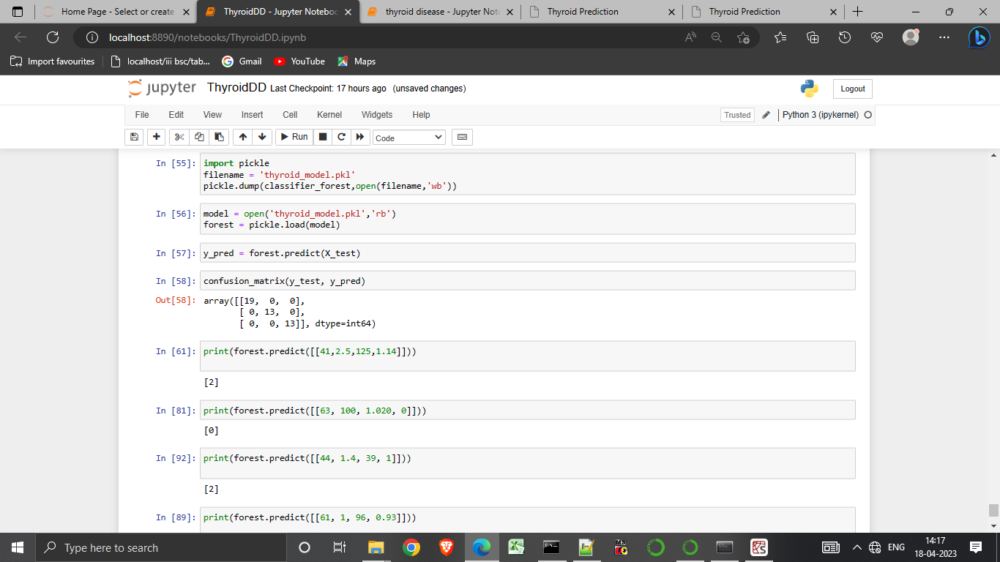 Home Page - Select or create
ThyroidDD - Jupyter Noteboo
thyroid disease - Jupyter Not
Thyroid Prediction
Thyroid Prediction
localhost:8890/notebooks/ThyroidDD.ipynb
Import favourites
localhost/iii bsc/tab...
Gmail
YouTube
Maps
jupyter ThyroidDD Last Checkpoint: 17 hours ago (unsaved changes)
Logout
File Edit View Insert Cell Kernel Widgets Help
Trusted
Python 3 (ipykernel)
Run
Code
In [55]: import pickle
filename = 'thyroid_model.pkl'
pickle.dump(classifier_forest,open(filename,'wb'))
In [56]: model = open('thyroid_model.pkl','rb')
forest = pickle.load(model)
In [57]: y_pred = forest.predict(X_test)
In [58]: confusion_matrix(y_test, y_pred)
Out[58]: array([[19, 0, 0],
[ 0, 13, 0],
[ 0, 0, 13]], dtype=int64)
In [61]: print(forest.predict([[41,2.5,125,1.14]]))
[2]
In [81]: print(forest.predict([[63, 100, 1.020, 0]]))
[0]
In [92]: print(forest.predict([[44, 1.4, 39, 1]]))
[2]
In [89]: print(forest.predict([[61, 1, 96, 0.93]]))
Type here to search
ENG
14:17
18-04-2023